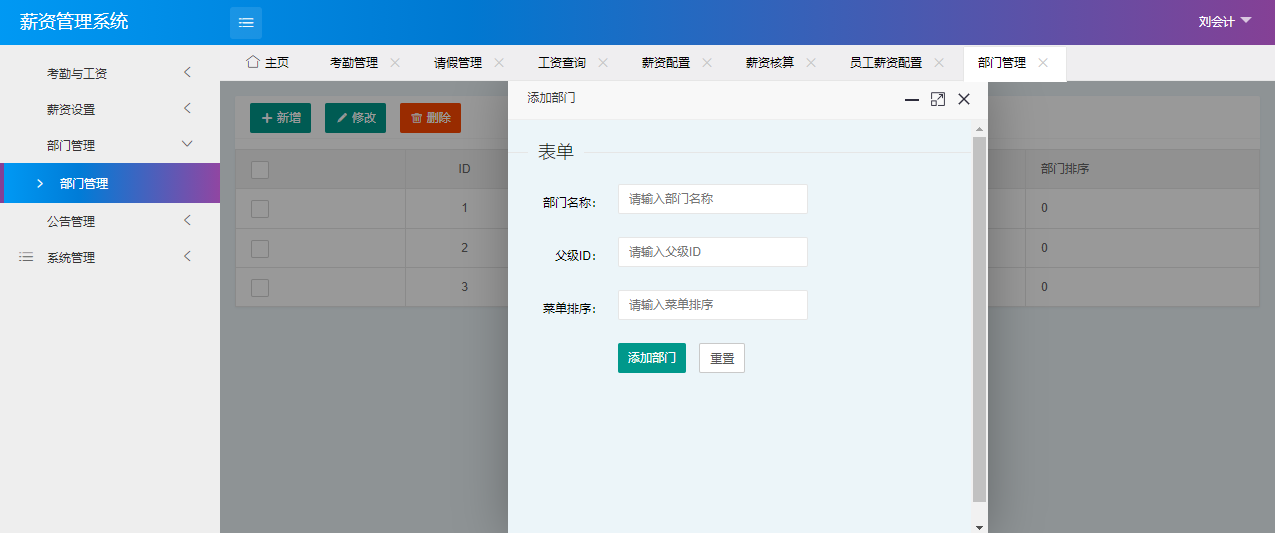 薪资管理系统
刘会计
考勤与工资
薪资设置
部门管理
部门管理
公告管理
系统管理
主页 考勤管理 请假管理 工资查询 薪资配置 薪资核算 员工薪资配置 部门管理
新增 修改 删除
ID 部门排序
1 0
2 0
3 0
添加部门
表单
部门名称: 请输入部门名称
父级ID: 请输入父级ID
菜单排序: 请输入菜单排序
添加部门 重置